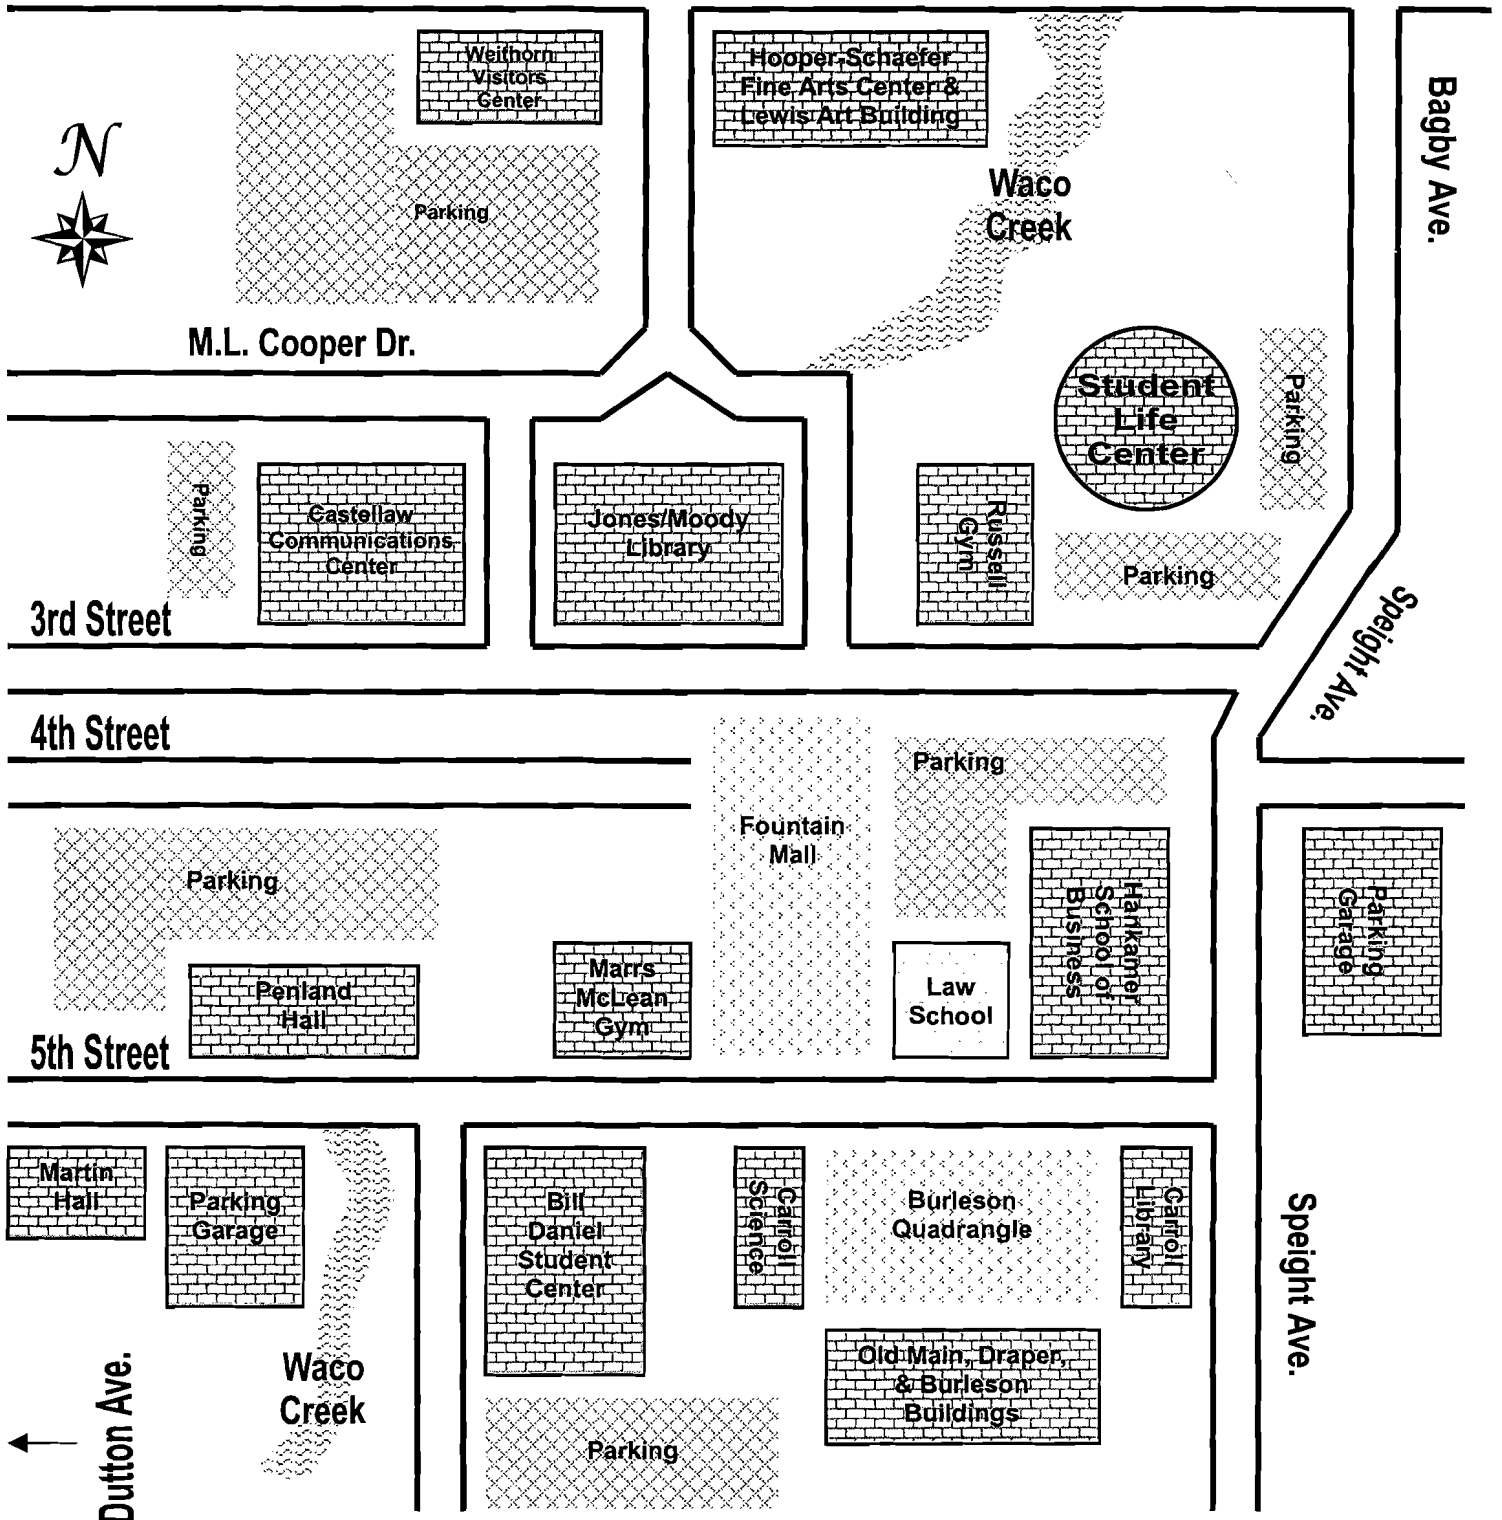 Weithorn
Visitors
Center
Hooper-Schaefer
Fine Arts Center &
Lewis Art Building
Bagby Ave.
N
Waco
Creek
Parking
M.L. Cooper Dr.
Student
Life
Center
Parking
Parking
Castellaw
Communications
Center
Jones/Moody
Library
Russell
Gym
Parking
3rd Street
Speight Ave.
4th Street
Parking
Fountain
Mall
Parking
Hankamer
School of
Business
Parking
Garage
Penland
Hall
Marrs
McLean
Gym
Law
School
5th Street
Martin
Hall
Parking
Garage
Bill
Daniel
Student
Center
Carroll
Science
Burleson
Quadrangle
Carroll
Library
Speight Ave.
Waco
Creek
Old Main, Draper,
& Burleson
Buildings
Dutton Ave.
Parking